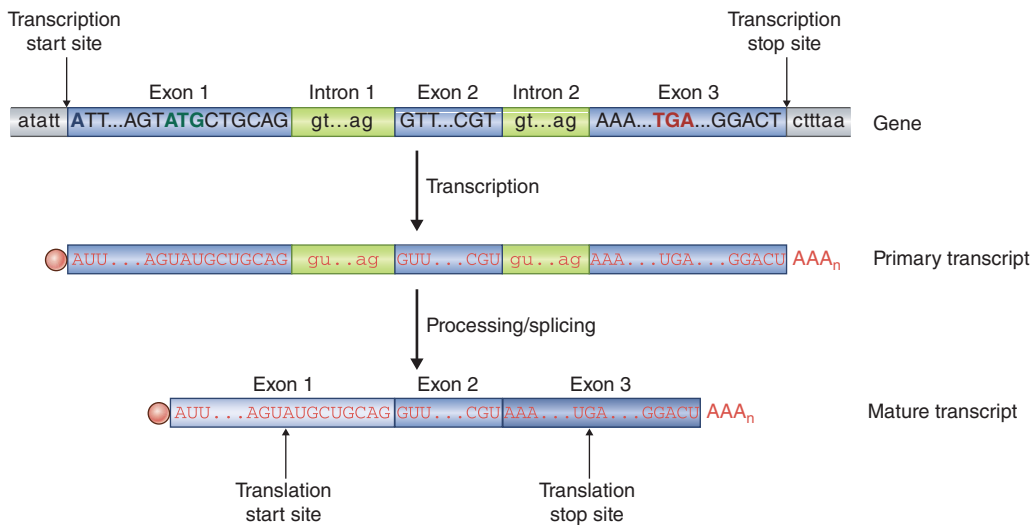 Transcription
start site
Transcription
stop site
Exon 1
Intron 1
Exon 2
Intron 2
Exon 3
atatt ATT...AGTATGCTGCAG gt...ag GTT...CGT gt...ag AAA...TGA...GGACT ctttaa
Gene
Transcription
AUU...AGUAUGCUGCAG gu..ag GUU...CGU gu..ag AAA...UGA...GGACU AAAn
Primary transcript
Processing/splicing
Exon 1
Exon 2
Exon 3
AUU...AGUAUGCUGCAG GUU...CGU AAA...UGA...GGACU AAAn
Mature transcript
Translation
start site
Translation
stop site